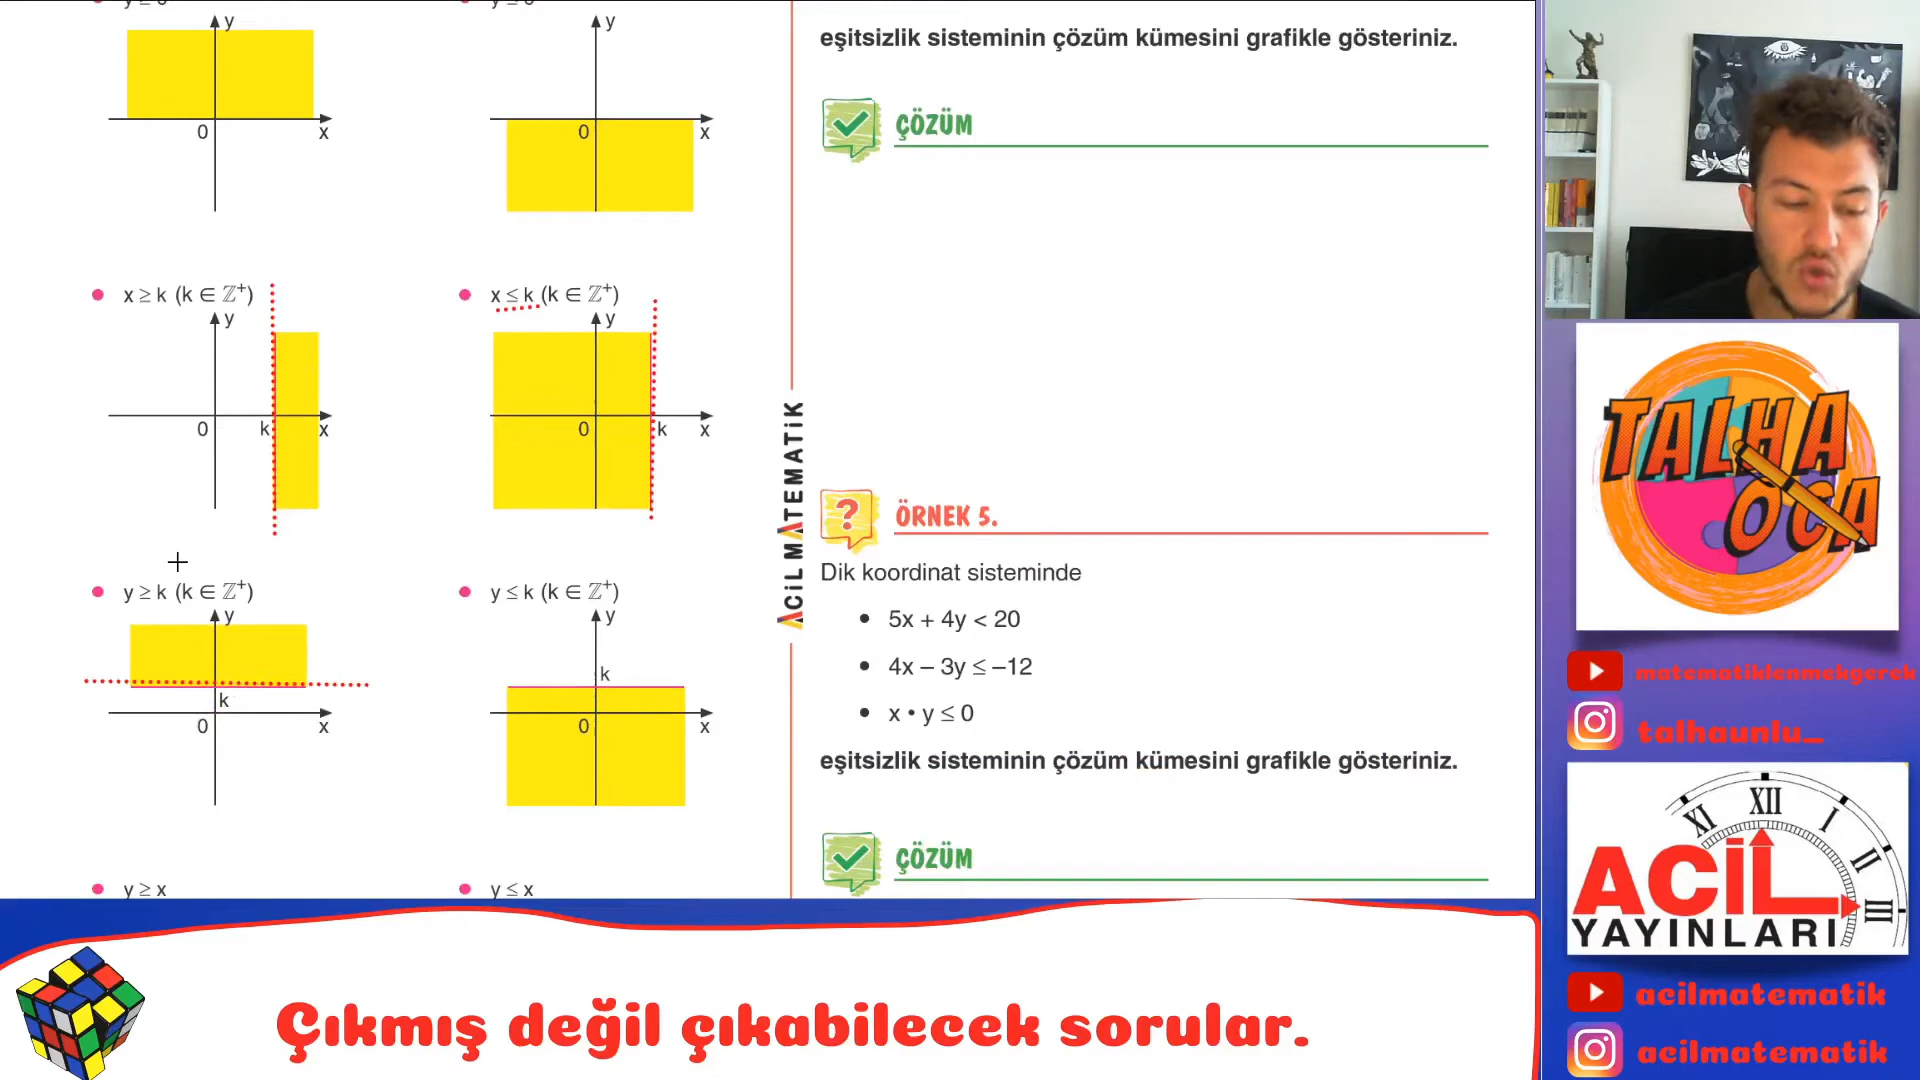 y
0
x
y
0
x
x ≥ k (k ∈ ℤ⁺)
y
0
k
x
x ≤ k (k ∈ ℤ⁺)
y
0
k
x
y ≥ k (k ∈ ℤ⁺)
y
k
0
x
y ≤ k (k ∈ ℤ⁺)
y
k
0
x
y ≥ x
y ≤ x
ACİLMATEMATİK
eşitsizlik sisteminin çözüm kümesini grafikle gösteriniz.
ÇÖZÜM
ÖRNEK 5.
Dik koordinat sisteminde
• 5x + 4y < 20
• 4x – 3y ≤ –12
• x • y ≤ 0
eşitsizlik sisteminin çözüm kümesini grafikle gösteriniz.
ÇÖZÜM
TALHA
OCA
matematiklenmekgerek
talhaunlu_
XI XII I II III
ACİL
YAYINLARI
acilmatematik
acilmatematik
Çıkmış değil çıkabilecek sorular.